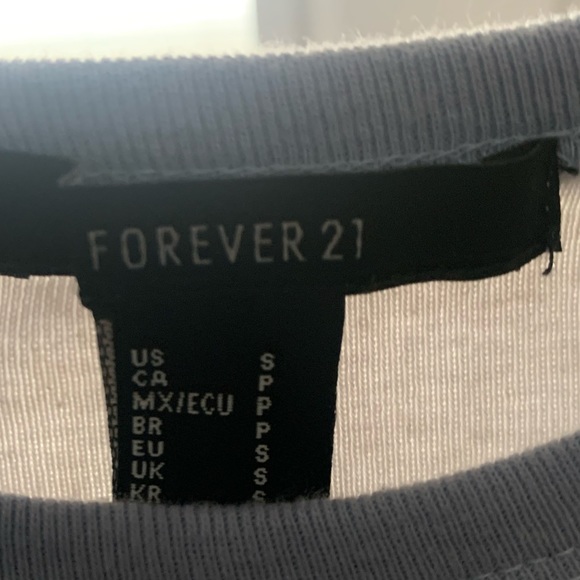 FOREVER 21
US S
CA P
MX/ECU P
BR P
EU S
UK S
KR S